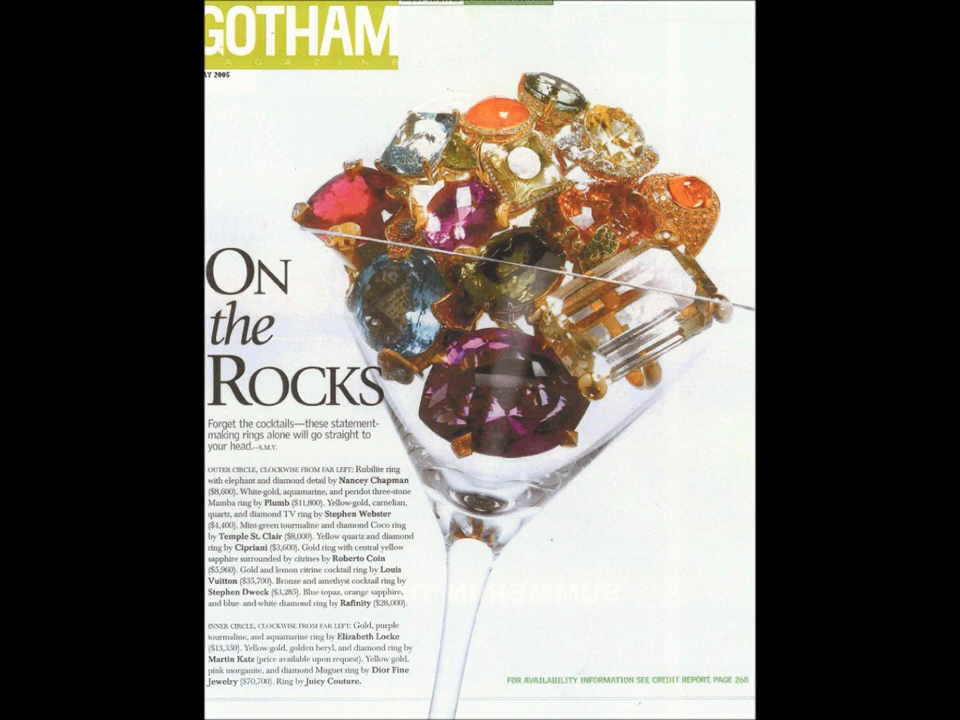 GOTHAM
MAGAZINE
AY 2005
ON
the
ROCKS
Forget the cocktails—these statement-
making rings alone will go straight to
your head.—S.M.Y.
OUTER CIRCLE, CLOCKWISE FROM FAR LEFT: Rubilite ring
with elephant and diamond detail by Nancey Chapman
($8,600). White-gold, aquamarine, and peridot three-stone
Mamba ring by Plumb ($11,800). Yellow-gold, carnelian,
quartz, and diamond TV ring by Stephen Webster
($4,400). Mint-green tourmaline and diamond Coco ring
by Temple St. Clair ($8,000). Yellow quartz and diamond
ring by Cipriani ($3,600). Gold ring with central yellow
sapphire surrounded by citrines by Roberto Coin
($5,960). Gold and lemon citrine cocktail ring by Louis
Vuitton ($35,700). Bronze and amethyst cocktail ring by
Stephen Dweck ($3,285). Blue topaz, orange sapphire,
and blue- and white diamond ring by Rafinity ($28,000).
INNER CIRCLE, CLOCKWISE FROM FAR LEFT: Gold, purple
tourmaline, and aquamarine ring by Elizabeth Locke
($13,350). Yellow-gold, golden beryl, and diamond ring by
Martin Katz (price available upon request). Yellow-gold,
pink morganite, and diamond Muguet ring by Dior Fine
Jewelry ($70,700). Ring by Juicy Couture.
FOR AVAILABILITY INFORMATION SEE CREDIT REPORT, PAGE 268